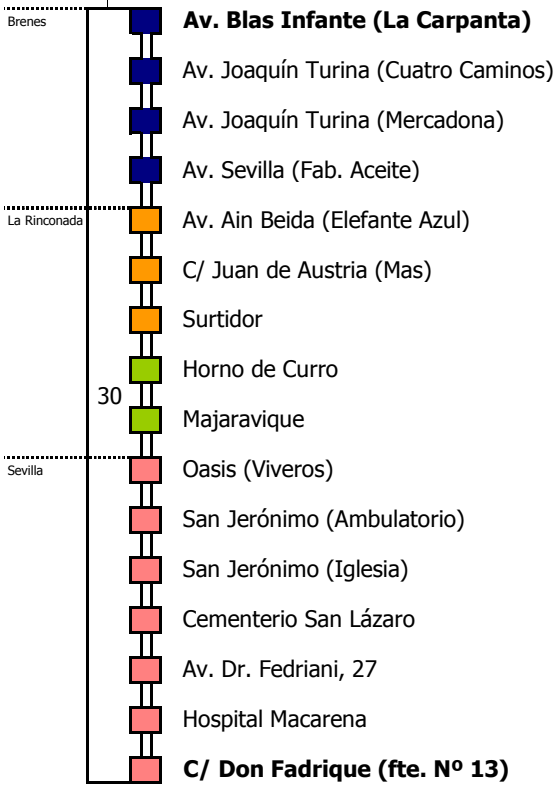 Brenes
Av. Blas Infante (La Carpanta)
Av. Joaquín Turina (Cuatro Caminos)
Av. Joaquín Turina (Mercadona)
Av. Sevilla (Fab. Aceite)
La Rinconada
Av. Ain Beida (Elefante Azul)
C/ Juan de Austria (Mas)
Surtidor
Horno de Curro
30
Majaravique
Sevilla
Oasis (Viveros)
San Jerónimo (Ambulatorio)
San Jerónimo (Iglesia)
Cementerio San Lázaro
Av. Dr. Fedriani, 27
Hospital Macarena
C/ Don Fadrique (fte. Nº 13)